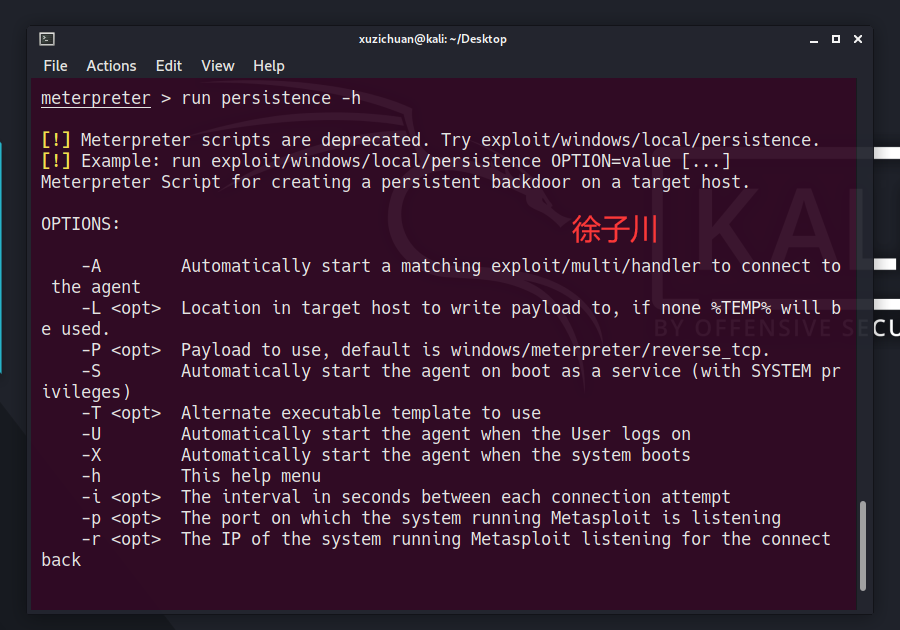 xuzichuan@kali: ~/Desktop
File Actions Edit View Help
meterpreter > run persistence -h
[!] Meterpreter scripts are deprecated. Try exploit/windows/local/persistence.
[!] Example: run exploit/windows/local/persistence OPTION=value [...]
Meterpreter Script for creating a persistent backdoor on a target host.
OPTIONS:
徐子川
-A Automatically start a matching exploit/multi/handler to connect to
the agent
-L <opt> Location in target host to write payload to, if none %TEMP% will b
e used.
-P <opt> Payload to use, default is windows/meterpreter/reverse_tcp.
-S Automatically start the agent on boot as a service (with SYSTEM pr
ivileges)
-T <opt> Alternate executable template to use
-U Automatically start the agent when the User logs on
-X Automatically start the agent when the system boots
-h This help menu
-i <opt> The interval in seconds between each connection attempt
-p <opt> The port on which the system running Metasploit is listening
-r <opt> The IP of the system running Metasploit listening for the connect
back
KAL
BY OFFENSIVE SECU